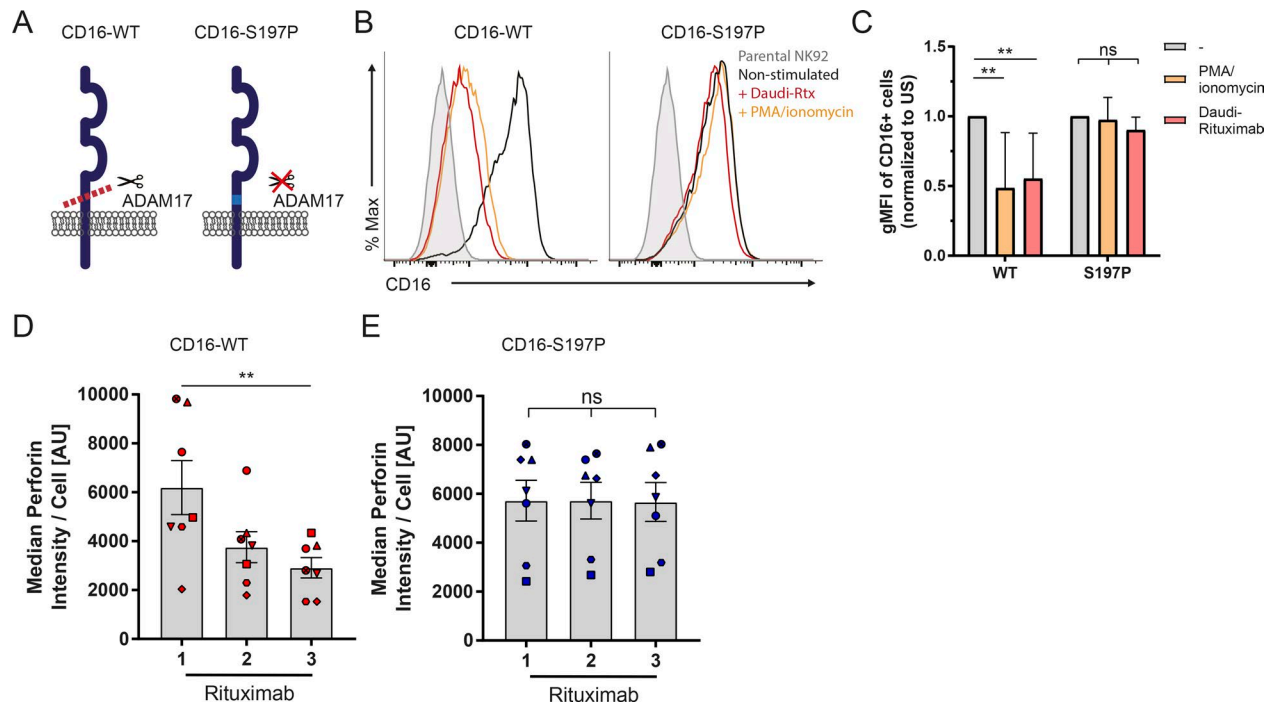 A
CD16-WT
CD16-S197P
ADAM17
ADAM17
B
CD16-WT
CD16-S197P
Parental NK92
Non-stimulated
+ Daudi-Rtx
+ PMA/ionomycin
% Max
CD16
C
gMFI of CD16+ cells
(normalized to US)
1.5
1.0
0.5
0.0
**
**
ns
WT
S197P
-
PMA/
ionomycin
Daudi-
Rituximab
D
CD16-WT
Median Perforin
Intensity / Cell [AU]
10000
8000
6000
4000
2000
0
**
1 2 3
Rituximab
E
CD16-S197P
Median Perforin
Intensity / Cell [AU]
10000
8000
6000
4000
2000
0
ns
1 2 3
Rituximab